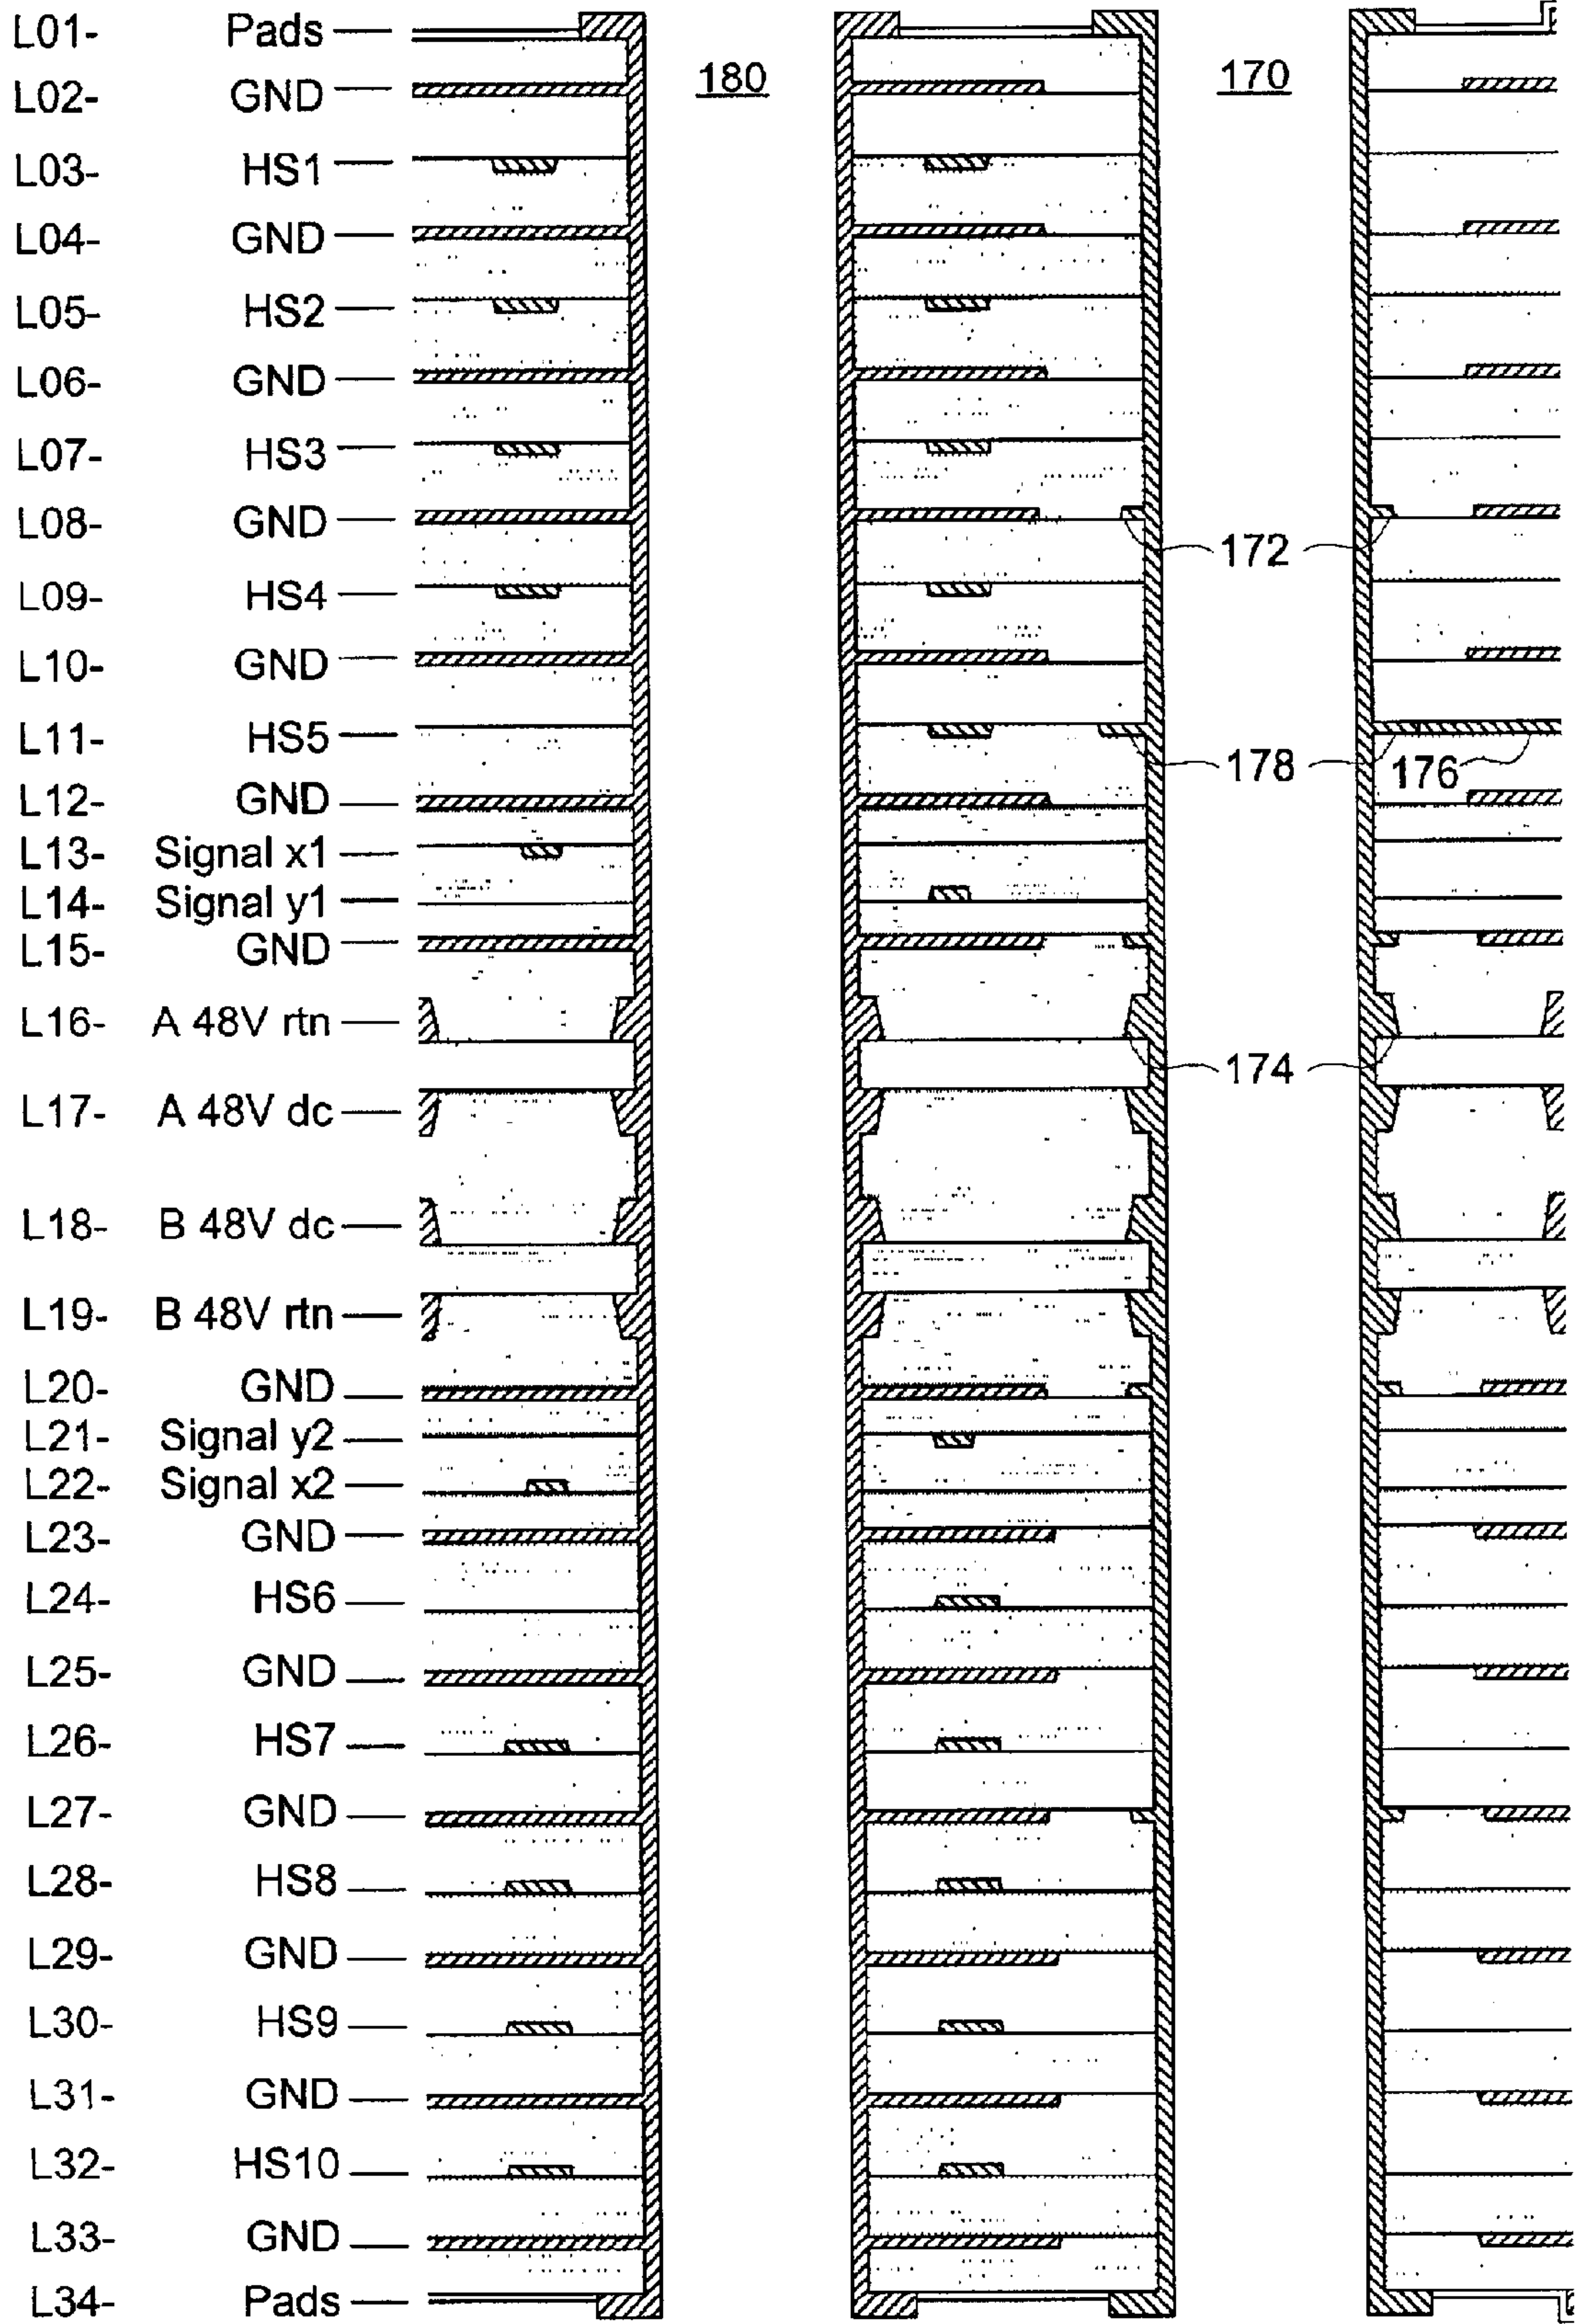 L01- Pads
180
170
L02- GND
L03- HS1
L04- GND
L05- HS2
L06- GND
L07- HS3
L08- GND
172
L09- HS4
L10- GND
L11- HS5
178
176
L12- GND
L13- Signal x1
L14- Signal y1
L15- GND
L16- A 48V rtn
174
L17- A 48V dc
L18- B 48V dc
L19- B 48V rtn
L20- GND
L21- Signal y2
L22- Signal x2
L23- GND
L24- HS6
L25- GND
L26- HS7
L27- GND
L28- HS8
L29- GND
L30- HS9
L31- GND
L32- HS10
L33- GND
L34- Pads